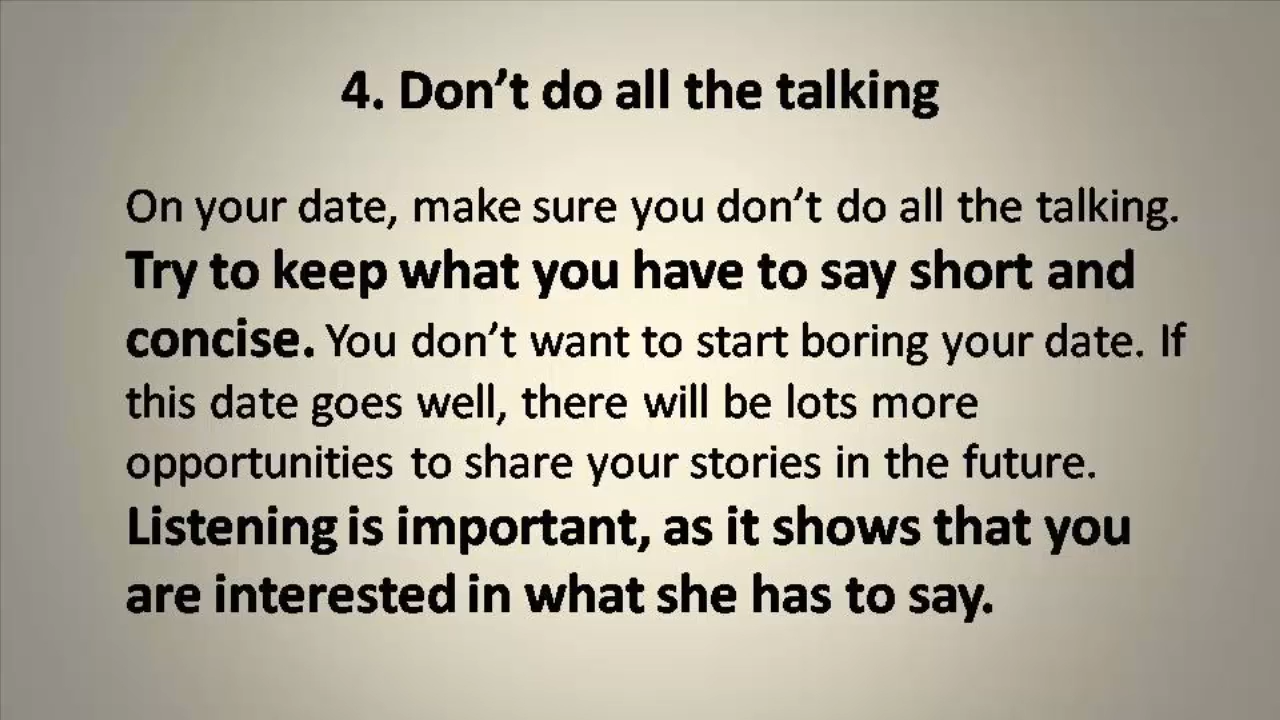 4. Don’t do all the talking
On your date, make sure you don’t do all the talking.
Try to keep what you have to say short and
concise. You don’t want to start boring your date. If
this date goes well, there will be lots more
opportunities to share your stories in the future.
Listening is important, as it shows that you
are interested in what she has to say.